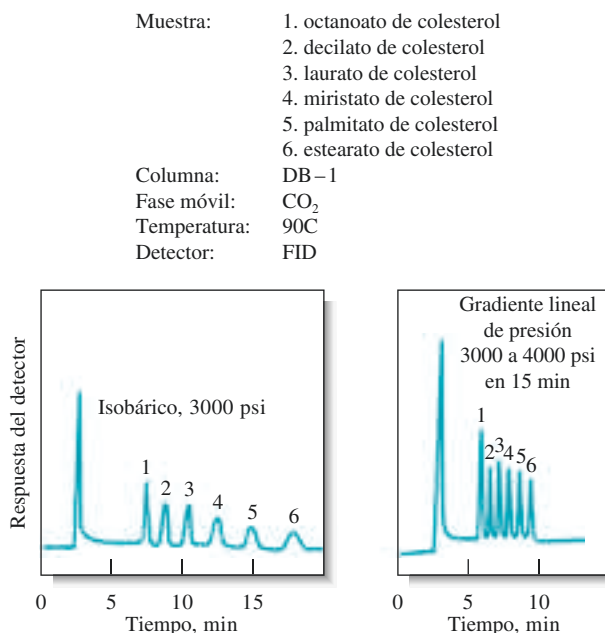 Muestra: 1. octanoato de colesterol
2. decilato de colesterol
3. laurato de colesterol
4. miristato de colesterol
5. palmitato de colesterol
6. estearato de colesterol
Columna: DB–1
Fase móvil: CO₂
Temperatura: 90C
Detector: FID
Respuesta del detector
Isobárico, 3000 psi
1
2
3
4
5
6
0 5 10 15
Tiempo, min
Gradiente lineal
de presión
3000 a 4000 psi
en 15 min
1
2
3
4
5
6
0 5 10
Tiempo, min